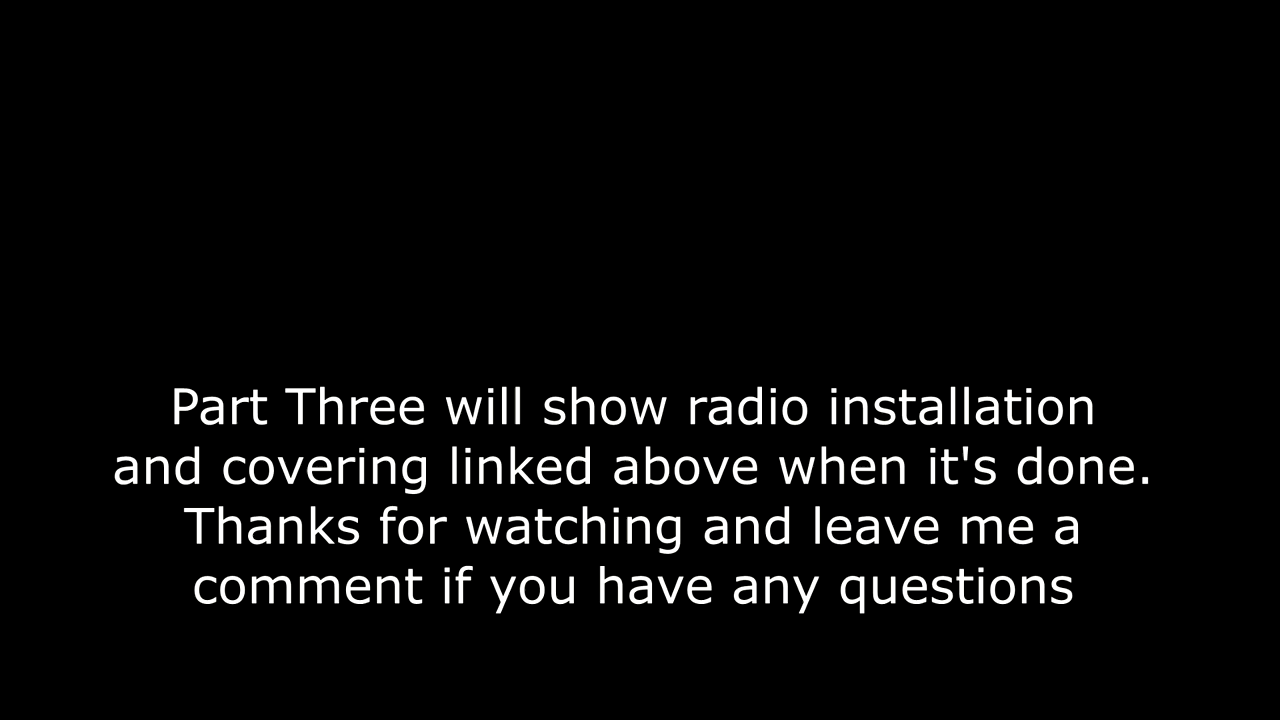 Part Three will show radio installation
and covering linked above when it's done.
Thanks for watching and leave me a
comment if you have any questions